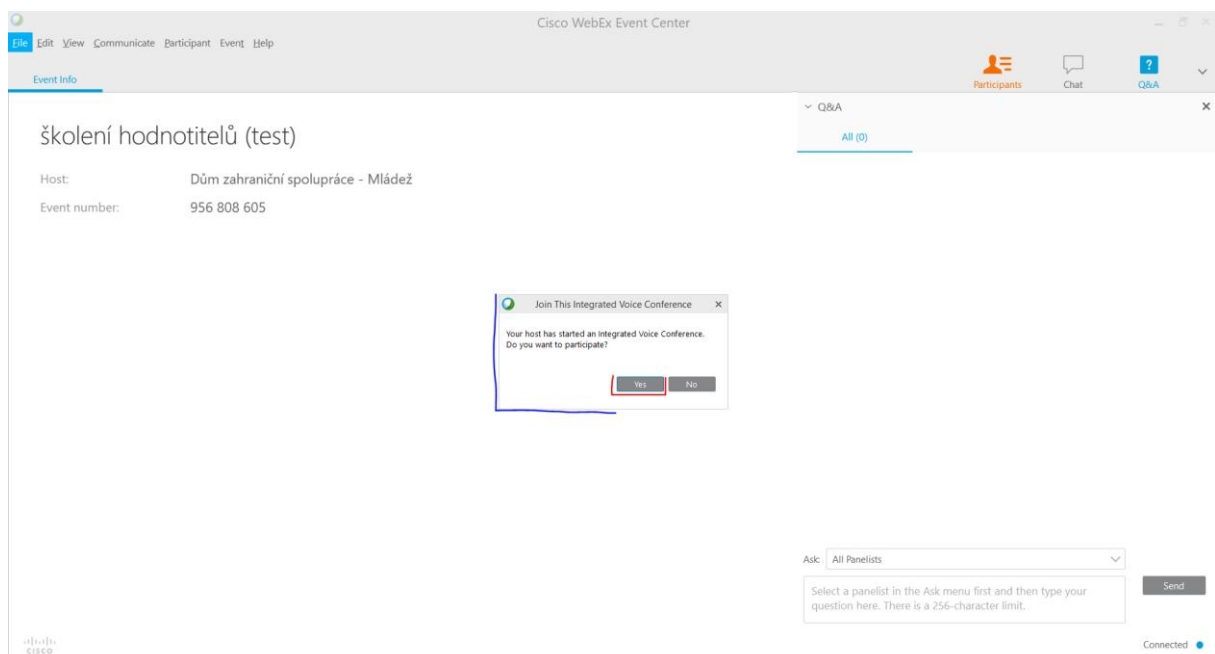 Cisco WebEx Event Center
File Edit View Communicate Participant Event Help
Event Info
Participants
Chat
Q&A
Q&A
All (0)
školení hodnotitelů (test)
Host: Dům zahraniční spolupráce - Mládež
Event number: 956 808 605
Join This Integrated Voice Conference
Your host has started an Integrated Voice Conference.
Do you want to participate?
Yes No
Ask: All Panelists
Select a panelist in the Ask menu first and then type your
question here. There is a 256-character limit.
Send
CISCO
Connected